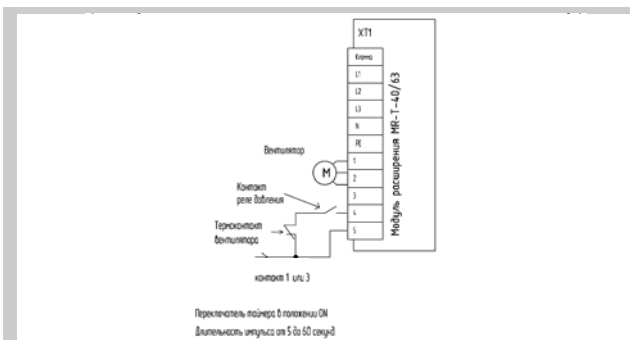 XT1
Клемма
L1
L2
L3
N
PE
1
2
3
4
5
Модуль расширения MR-T-40/63
Вентилятор
M
Контакт
реле давления
Термоконтакт
вентилятора
контакт 1 или 3
Переключатель таймера в положении ON
Длительность импульса от 5 до 60 секунд